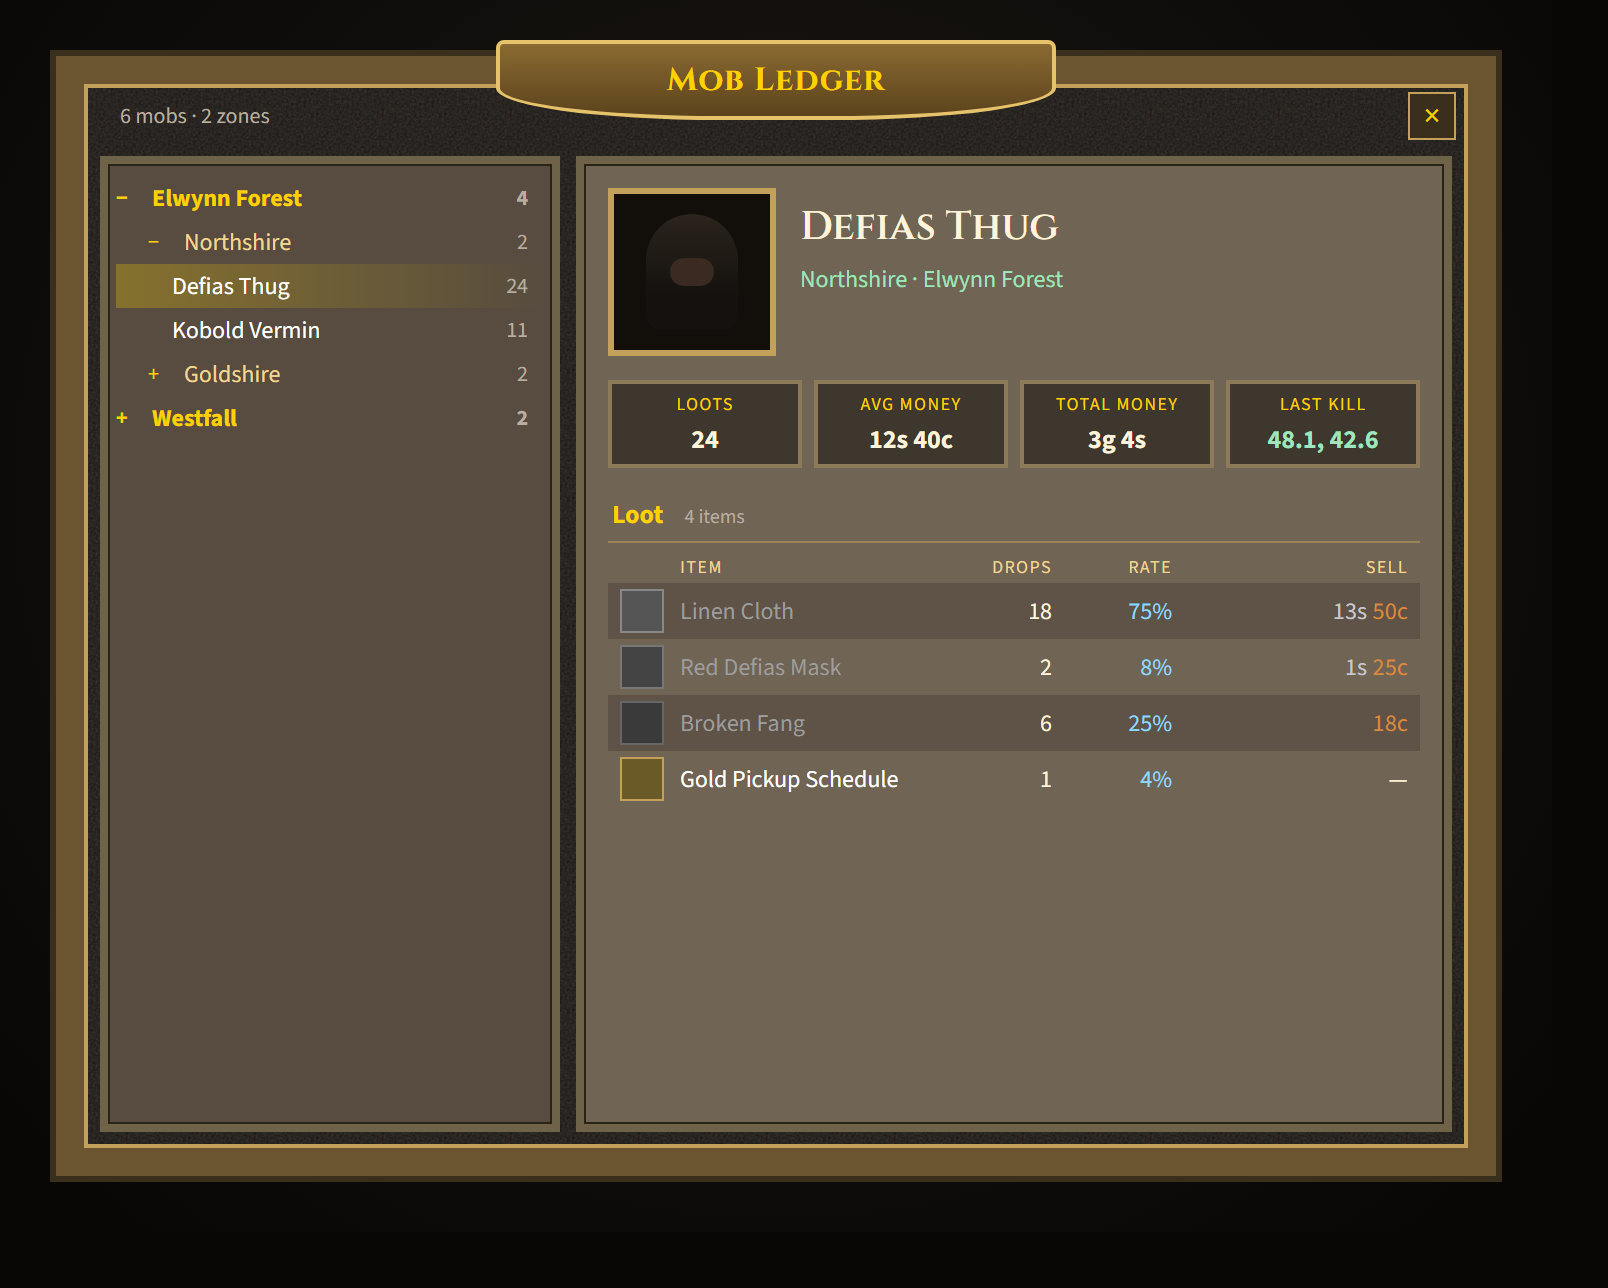 Mob Ledger
6 mobs · 2 zones
×
− Elwynn Forest 4
− Northshire 2
Defias Thug 24
Kobold Vermin 11
+ Goldshire 2
+ Westfall 2
Defias Thug
Northshire · Elwynn Forest
LOOTS AVG MONEY TOTAL MONEY LAST KILL
24 12s 40c 3g 4s 48.1, 42.6
Loot 4 items
ITEM DROPS RATE SELL
Linen Cloth 18 75% 13s 50c
Red Defias Mask 2 8% 1s 25c
Broken Fang 6 25% 18c
Gold Pickup Schedule 1 4% —